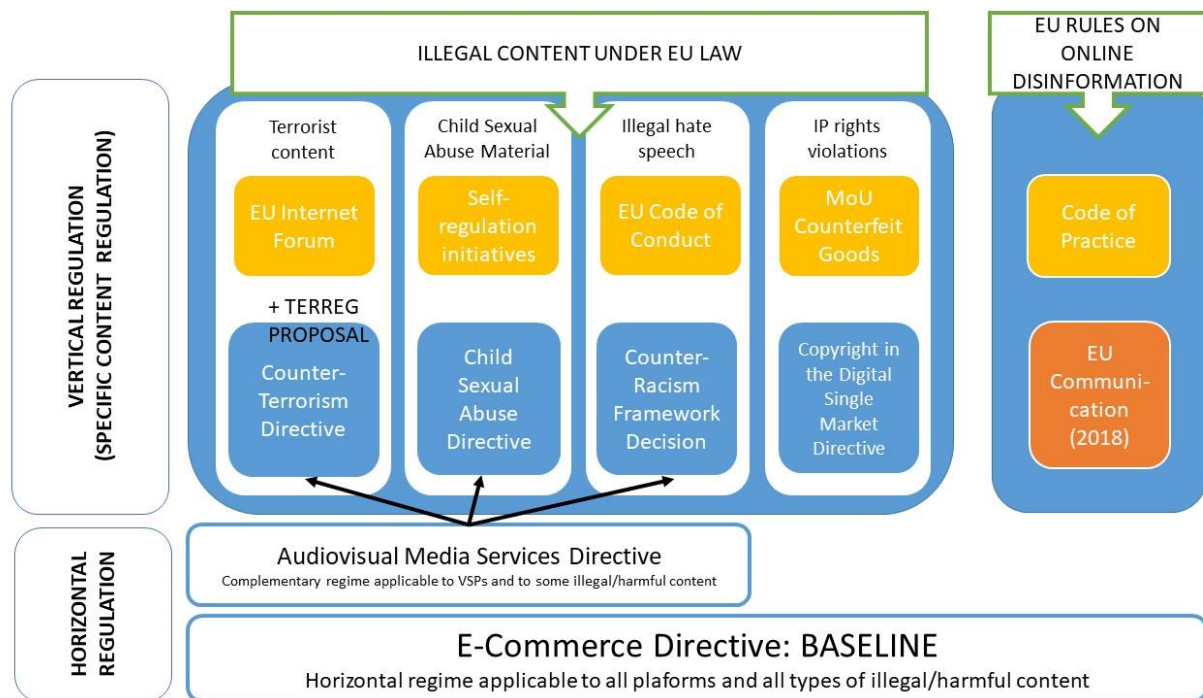 ILLEGAL CONTENT UNDER EU LAW
EU RULES ON
ONLINE
DISINFORMATION
VERTICAL REGULATION
(SPECIFIC CONTENT REGULATION)
Terrorist
content
EU Internet
Forum
+ TERREG
PROPOSAL
Counter-
Terrorism
Directive
Child Sexual
Abuse Material
Self-
regulation
initiatives
Child
Sexual
Abuse
Directive
Illegal hate
speech
EU Code of
Conduct
Counter-
Racism
Framework
Decision
IP rights
violations
MoU
Counterfeit
Goods
Copyright in
the Digital
Single
Market
Directive
Code of
Practice
EU
Communi-
cation
(2018)
HORIZONTAL
REGULATION
Audiovisual Media Services Directive
Complementary regime applicable to VSPs and to some illegal/harmful content
E-Commerce Directive: BASELINE
Horizontal regime applicable to all plaforms and all types of illegal/harmful content